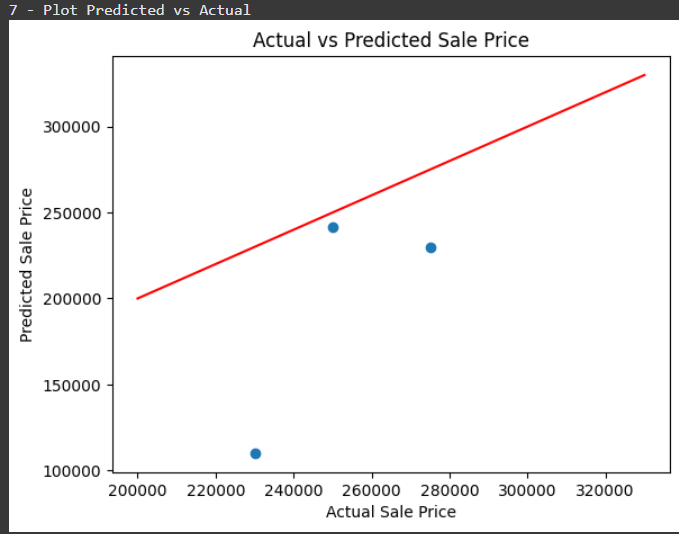 7 - Plot Predicted vs Actual
Actual vs Predicted Sale Price
300000
250000
200000
150000
100000
Predicted Sale Price
200000 220000 240000 260000 280000 300000 320000
Actual Sale Price